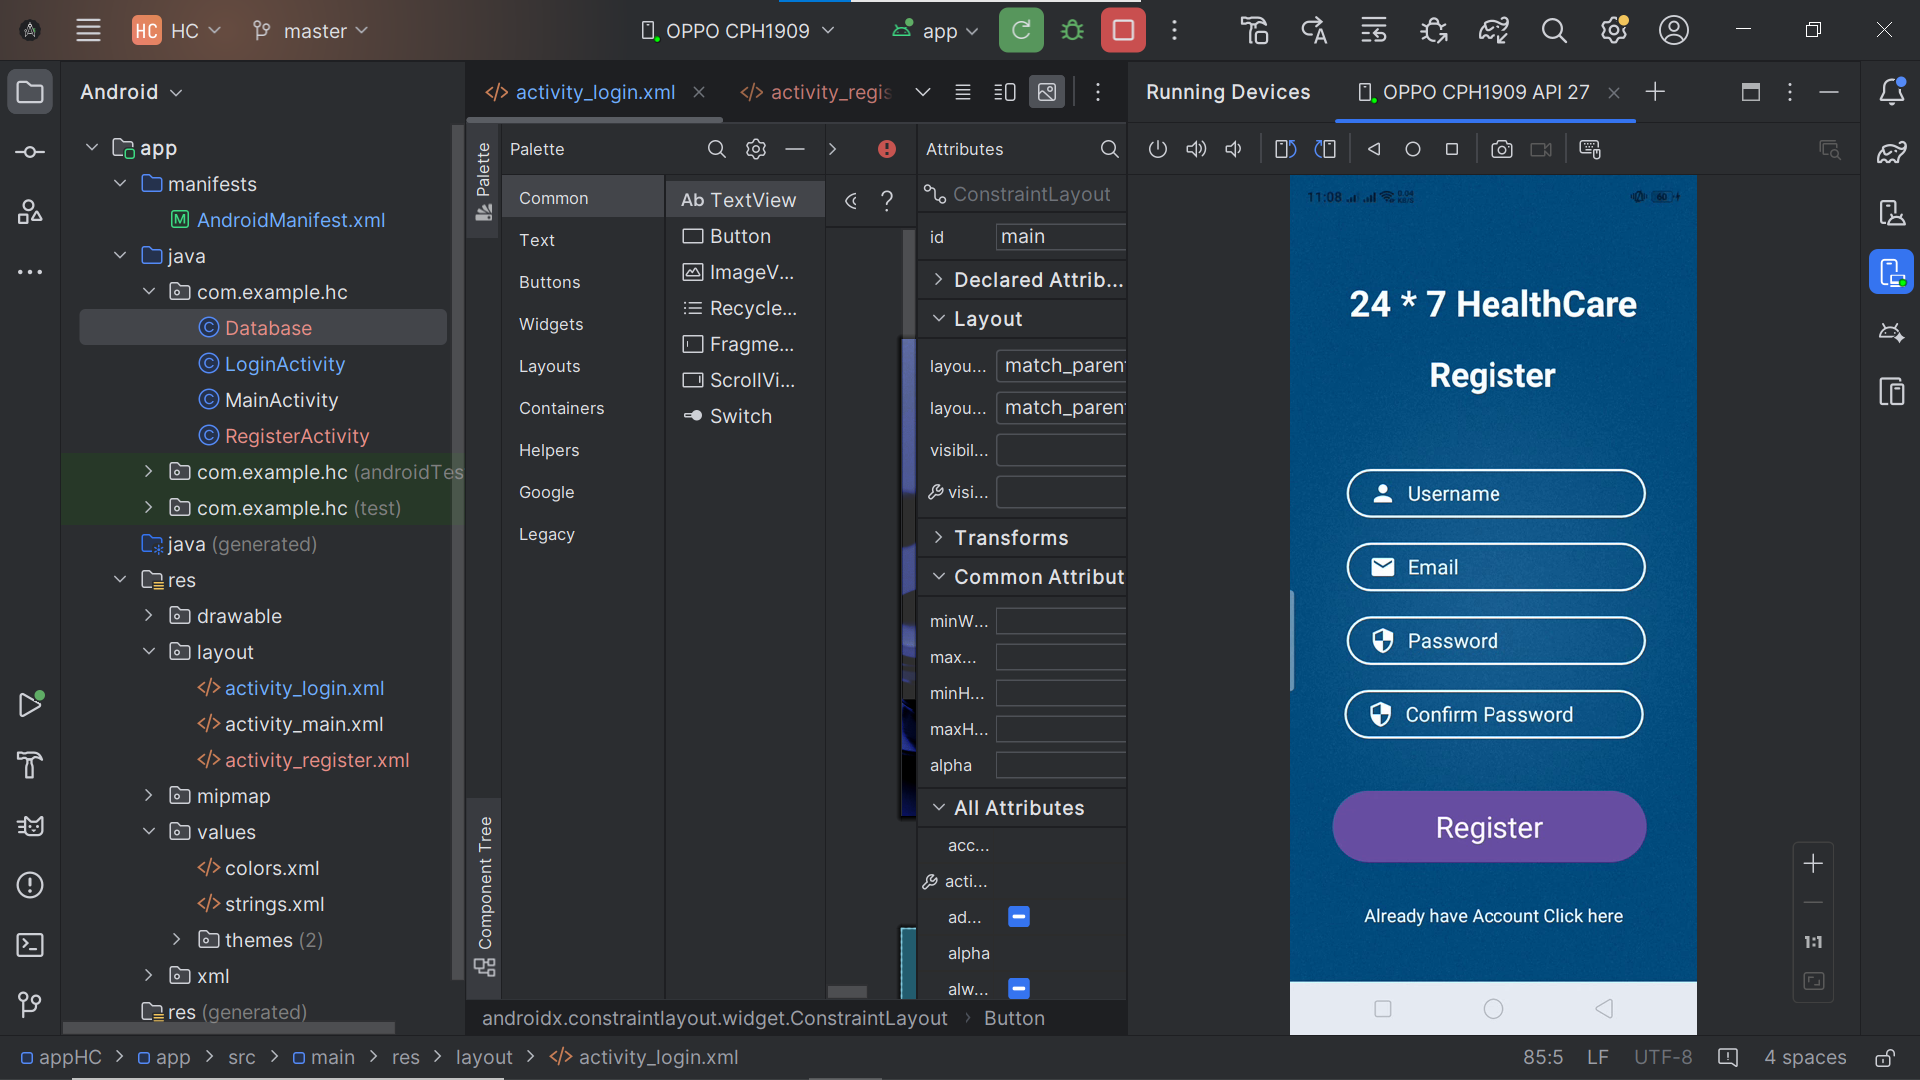 HC HC master OPPO CPH1909 app
Android
app
manifests
AndroidManifest.xml
java
com.example.hc
Database
LoginActivity
MainActivity
RegisterActivity
com.example.hc (androidTes
com.example.hc (test)
java (generated)
res
drawable
layout
activity_login.xml
activity_main.xml
activity_register.xml
mipmap
values
colors.xml
strings.xml
themes (2)
xml
res (generated)
activity_login.xml
activity_regis
Palette
Component Tree
Palette
Common
Text
Buttons
Widgets
Layouts
Containers
Helpers
Google
Legacy
Ab TextView
Button
ImageV...
Recycle...
Fragme...
ScrollVi...
Switch
Attributes
ConstraintLayout
id main
Declared Attrib...
Layout
layou... match_parent
layou... match_parent
visibil...
visi...
Transforms
Common Attribut
minW...
max...
minH...
maxH...
alpha
All Attributes
acc...
acti...
ad...
alpha
alw...
androidx.constraintlayout.widget.ConstraintLayout > Button
Running Devices
OPPO CPH1909 API 27
11:08
60
24 * 7 HealthCare
Register
Username
Email
Password
Confirm Password
Register
Already have Account Click here
1:1
appHC > app > src > main > res > layout > activity_login.xml
85:5 LF UTF-8 4 spaces